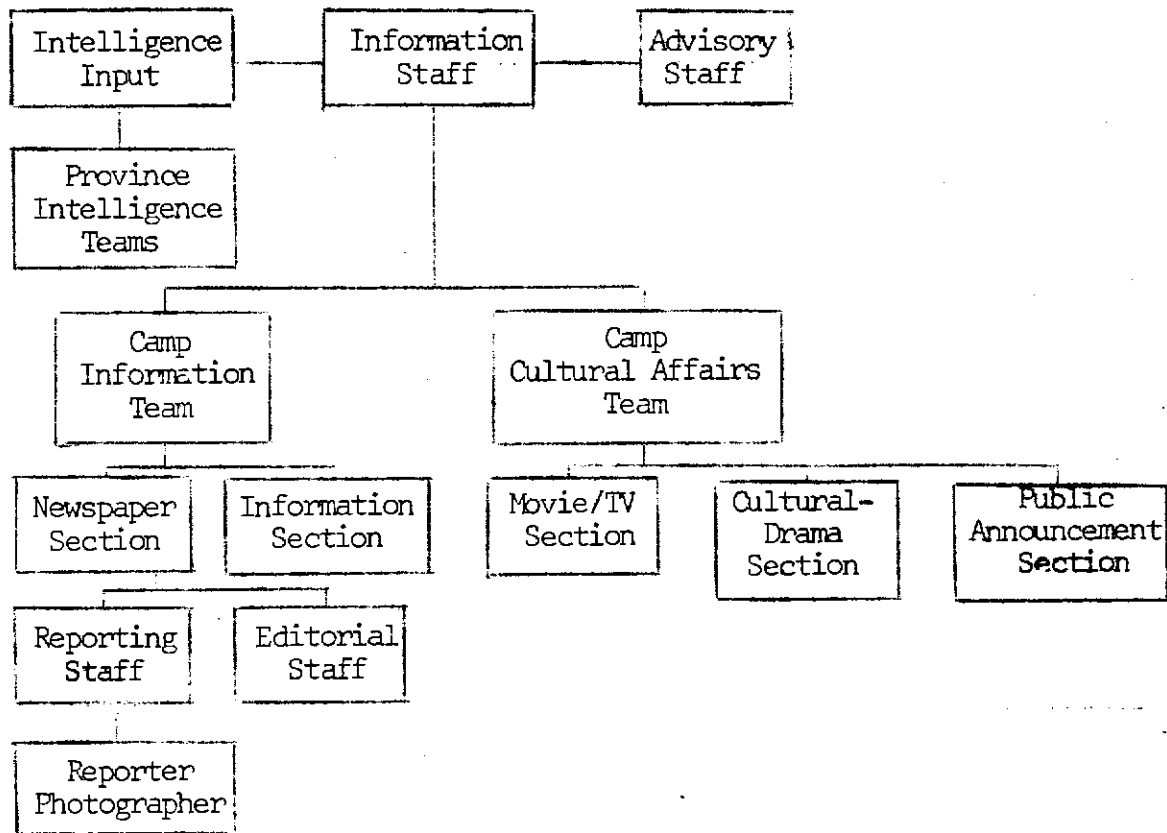 Intelligence
Input
Information
Staff
Advisory
Staff
Province
Intelligence
Teams
Camp
Information
Team
Camp
Cultural Affairs
Team
Newspaper
Section
Information
Section
Movie/TV
Section
Cultural-
Drama
Section
Public
Announcement
Section
Reporting
Staff
Editorial
Staff
Reporter
Photographer